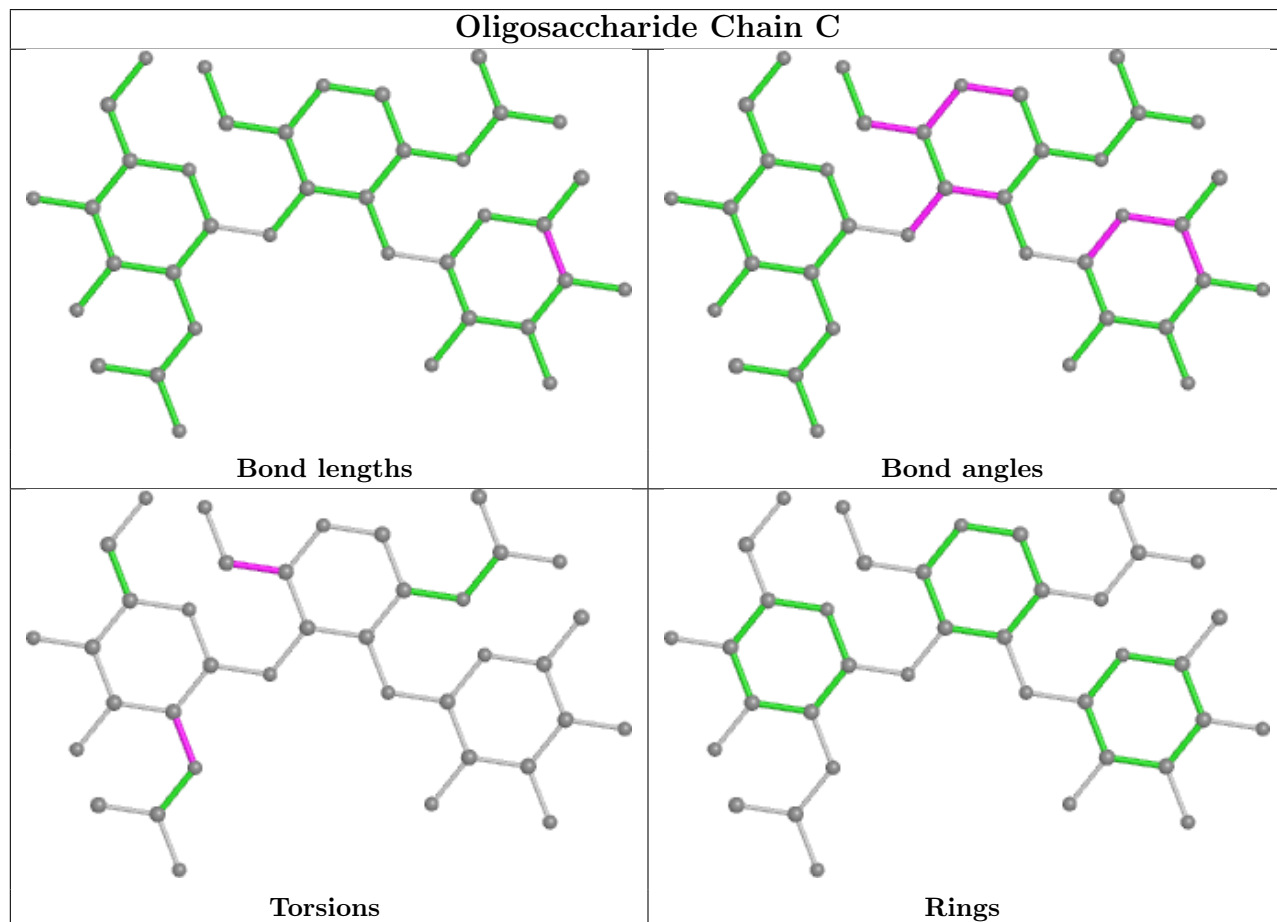 Oligosaccharide Chain C
Bond lengths
Bond angles
Torsions
Rings